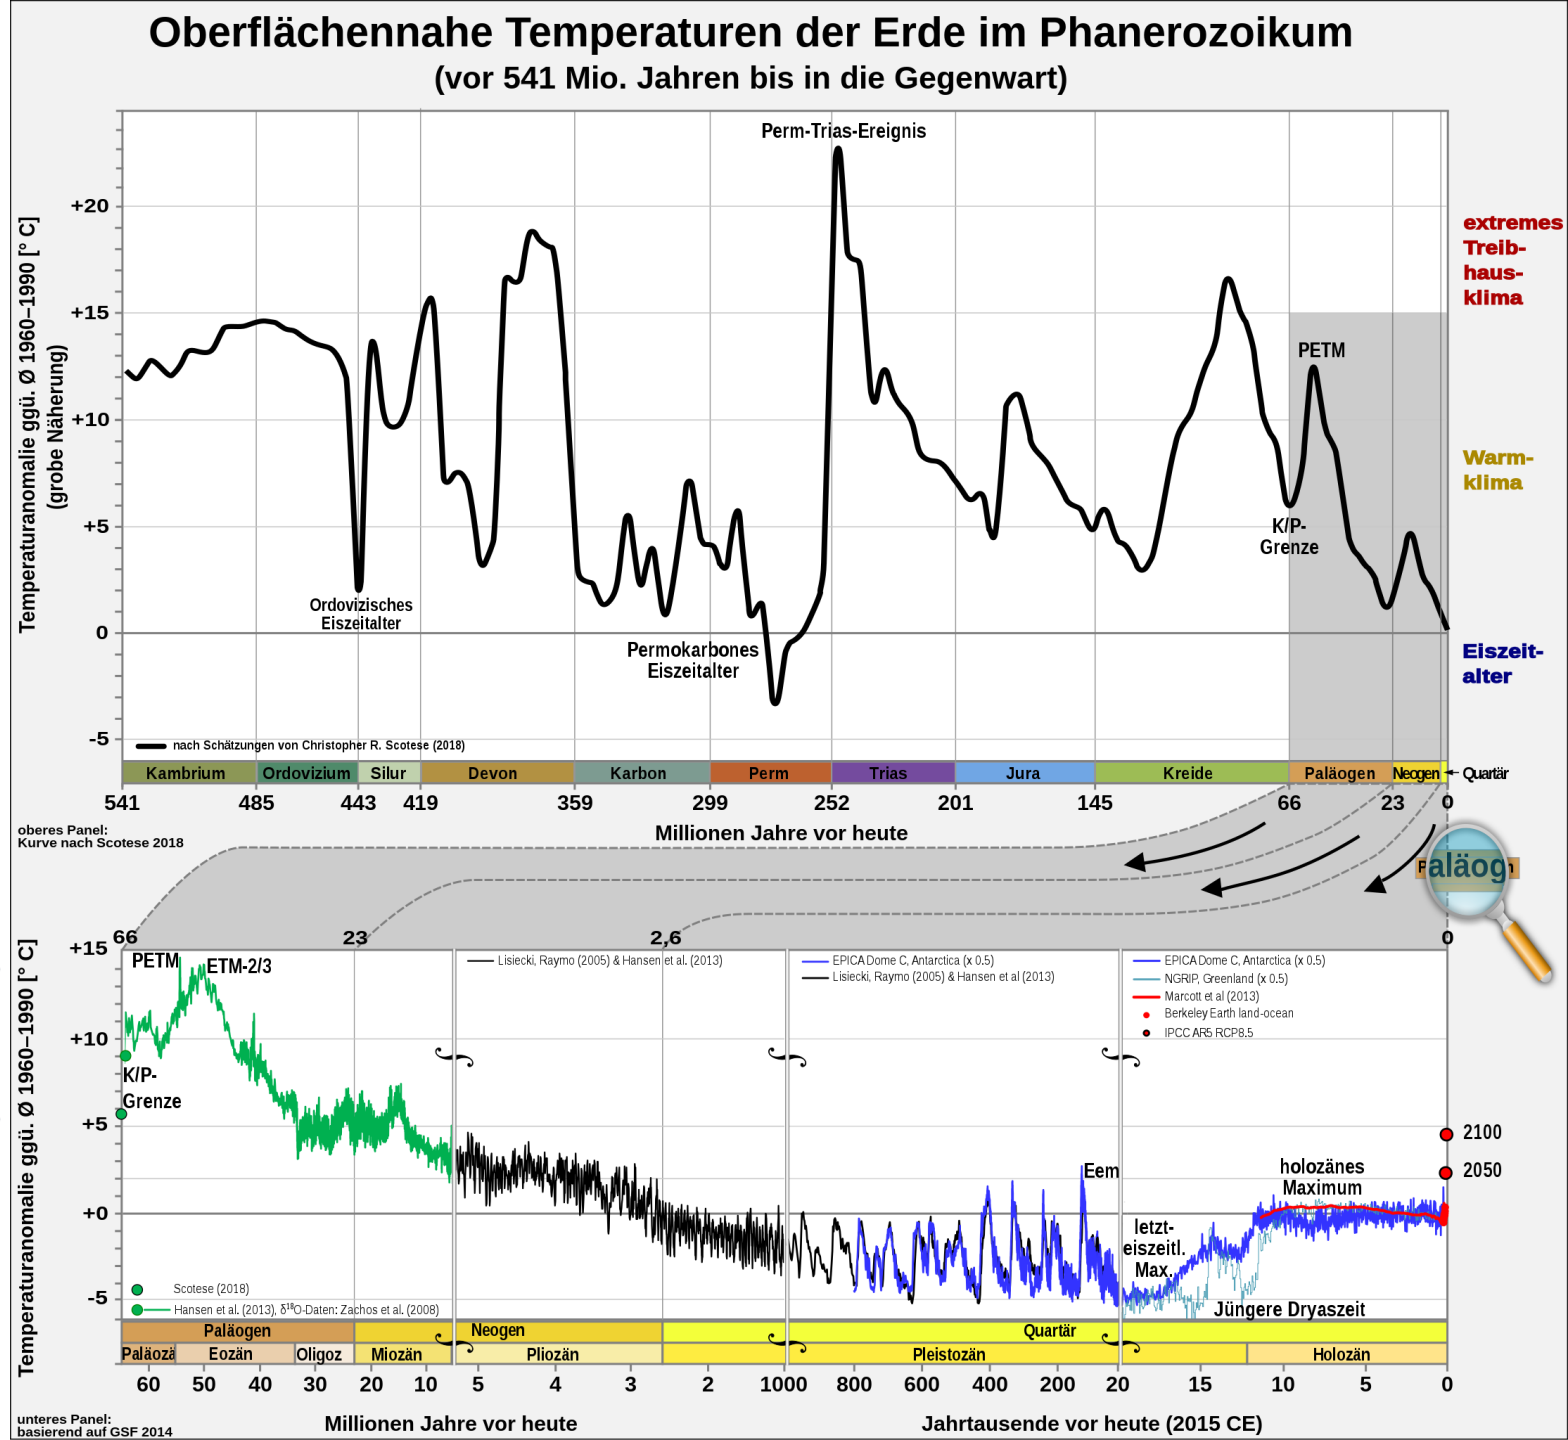 Oberflächennahe Temperaturen der Erde im Phanerozoikum
(vor 541 Mio. Jahren bis in die Gegenwart)
Temperaturanomalie ggü. Ø 1960–1990 [° C]
(grobe Näherung)
+20
+15
+10
+5
0
-5
Perm-Trias-Ereignis
PETM
K/P-
Grenze
Ordovizisches
Eiszeitalter
Permokarbones
Eiszeitalter
extremes
Treib-
haus-
klima
Warm-
klima
Eiszeit-
alter
nach Schätzungen von Christopher R. Scotese (2018)
Kambrium Ordovizium Silur Devon Karbon Perm Trias Jura Kreide Paläogen Neogen Quartär
541 485 443 419 359 299 252 201 145 66 23 0
Millionen Jahre vor heute
oberes Panel:
Kurve nach Scotese 2018
aläog
66 23 2,6 0
Temperaturanomalie ggü. Ø 1960–1990 [° C]
+15
+10
+5
+0
-5
PETM
ETM-2/3
K/P-
Grenze
Lisiecki, Raymo (2005) & Hansen et al. (2013)
EPICA Dome C, Antarctica (x 0.5)
Lisiecki, Raymo (2005) & Hansen et al (2013)
EPICA Dome C, Antarctica (x 0.5)
NGRIP, Greenland (x 0.5)
Marcott et al (2013)
Berkeley Earth land-ocean
IPCC AR5 RCP8.5
2100
2050
Eem
holozänes
Maximum
letzt-
eiszeitl.
Max.
Jüngere Dryaszeit
Scotese (2018)
Hansen et al. (2013), δ¹⁸O-Daten: Zachos et al. (2008)
Paläogen Neogen Quartär
Paläozä Eozän Oligoz Miozän Pliozän Pleistozän Holozän
60 50 40 30 20 10 5 4 3 2 1000 800 600 400 200 20 15 10 5 0
Millionen Jahre vor heute
Jahrtausende vor heute (2015 CE)
unteres Panel:
basierend auf GSF 2014